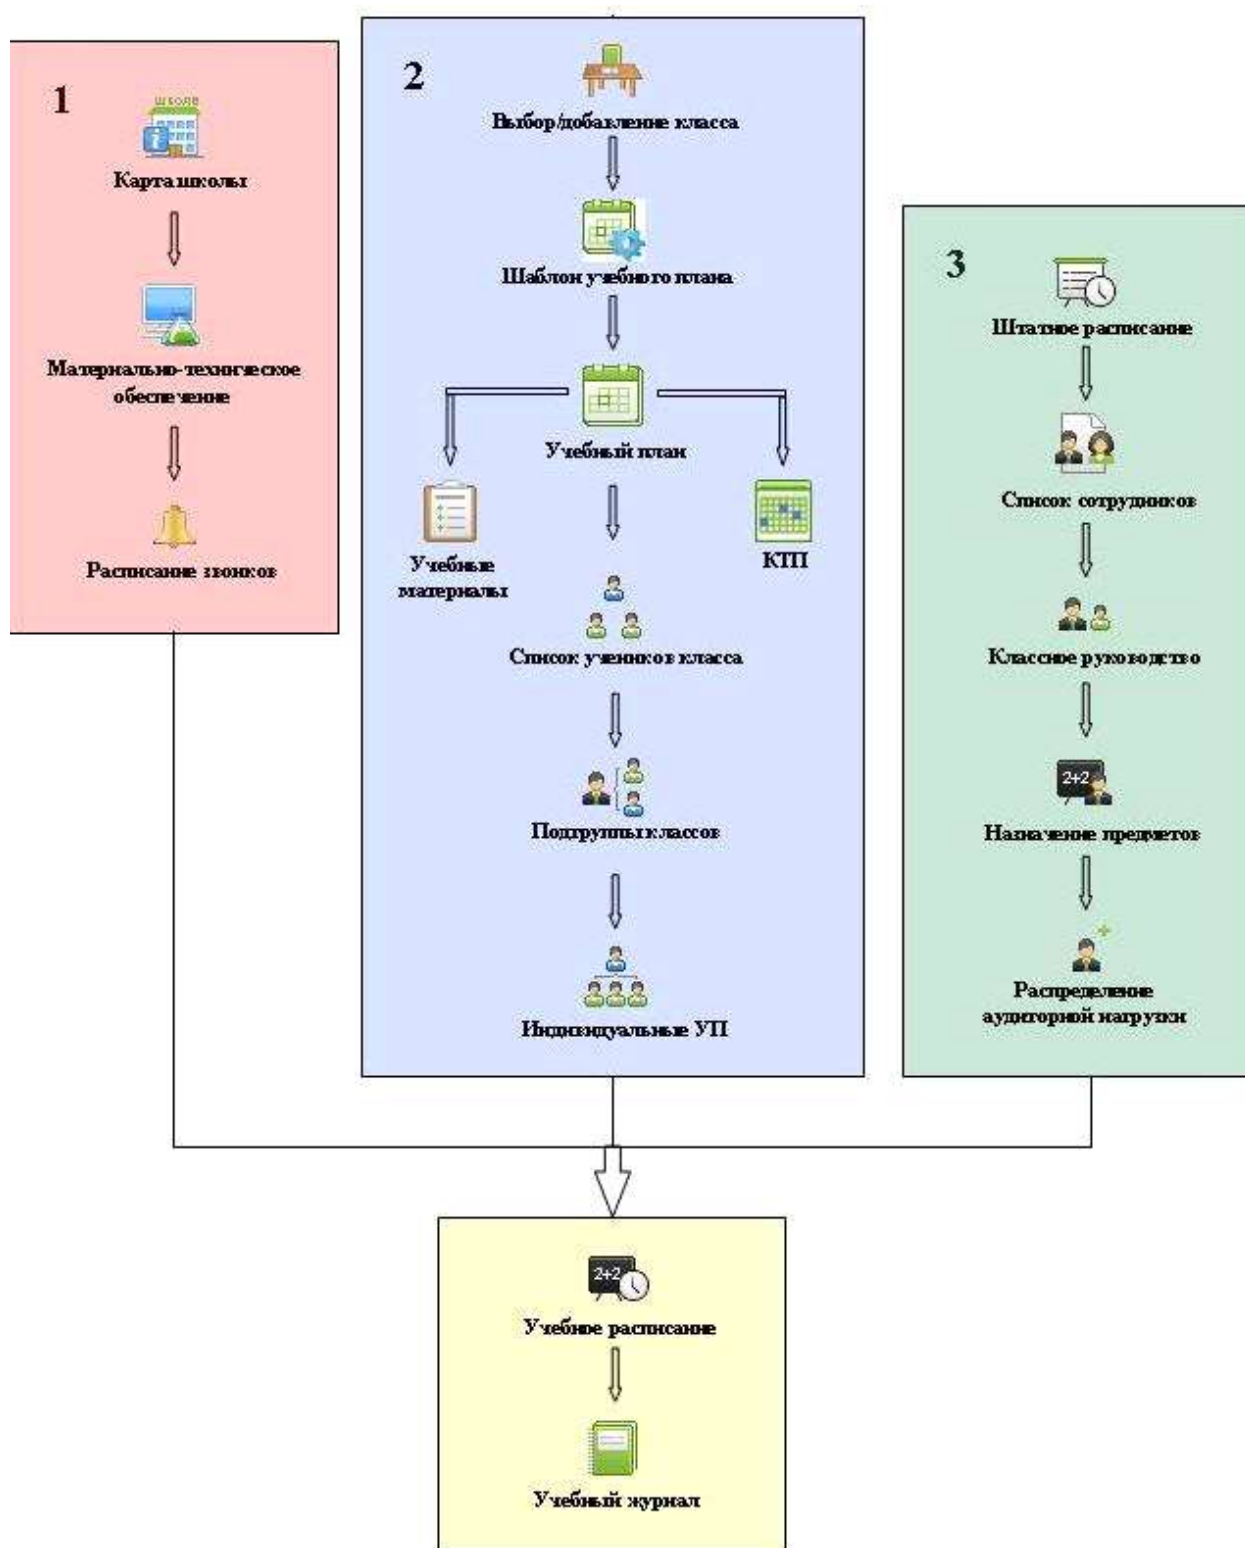 1
ШКОЛА
Карта школы
Материально-техническое
обеспечение
Расписание звонков
2
Выбор/добавление класса
Шаблон учебного плана
Учебный план
Учебные
материалы
КТП
Список учеников класса
Подгруппы классов
Индивидуальные УП
3
Штатное расписание
Список сотрудников
Классное руководство
2+2
Назначение предметов
Распределение
аудиторной нагрузки
2+2
Учебное расписание
Учебный журнал